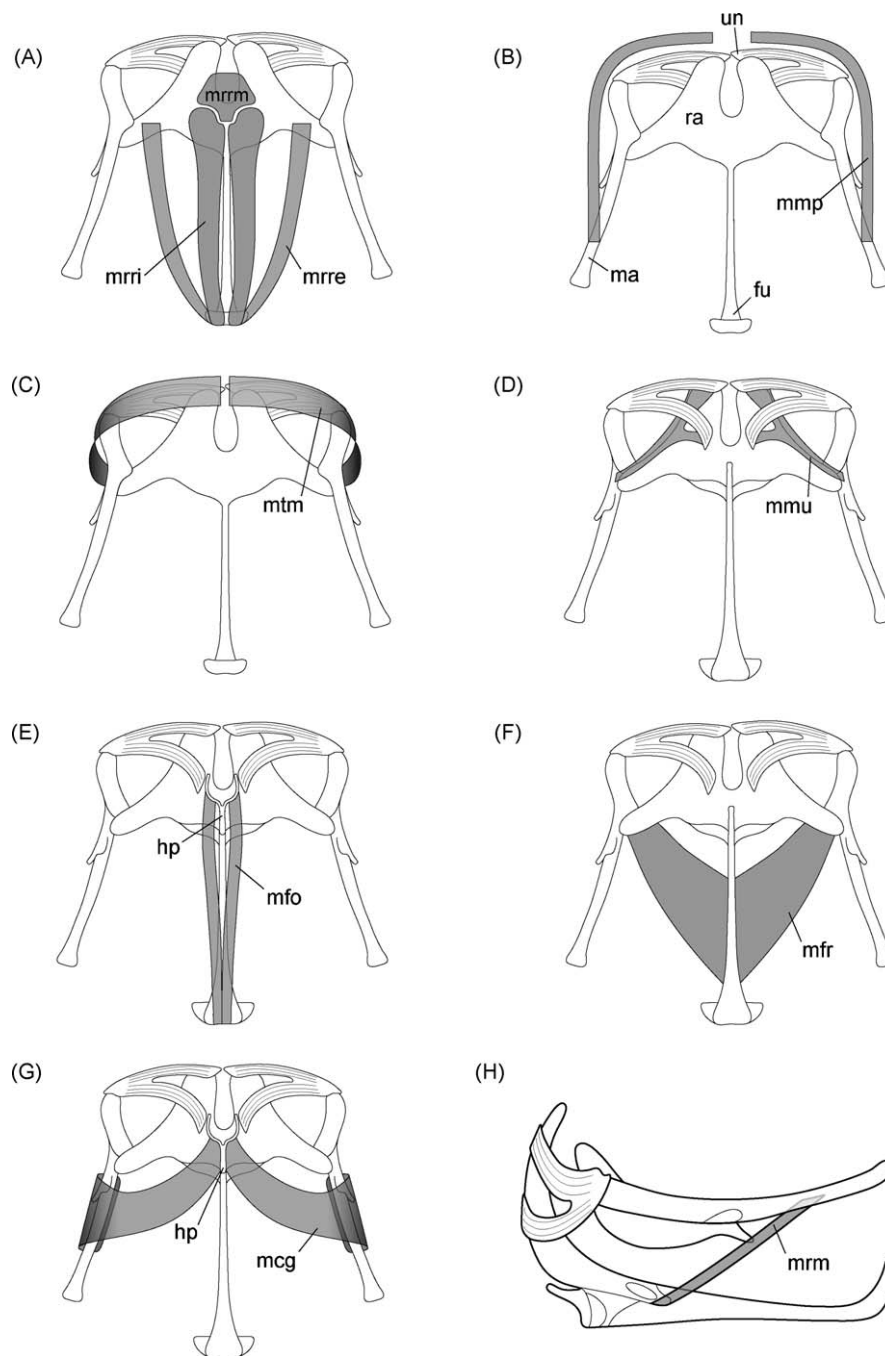 (A)
mrrm
mrri
mrre
(B)
un
ra
mmp
ma
fu
(C)
mtm
(D)
mmu
(E)
hp
mfo
(F)
mfr
(G)
hp
mcg
(H)
mrm